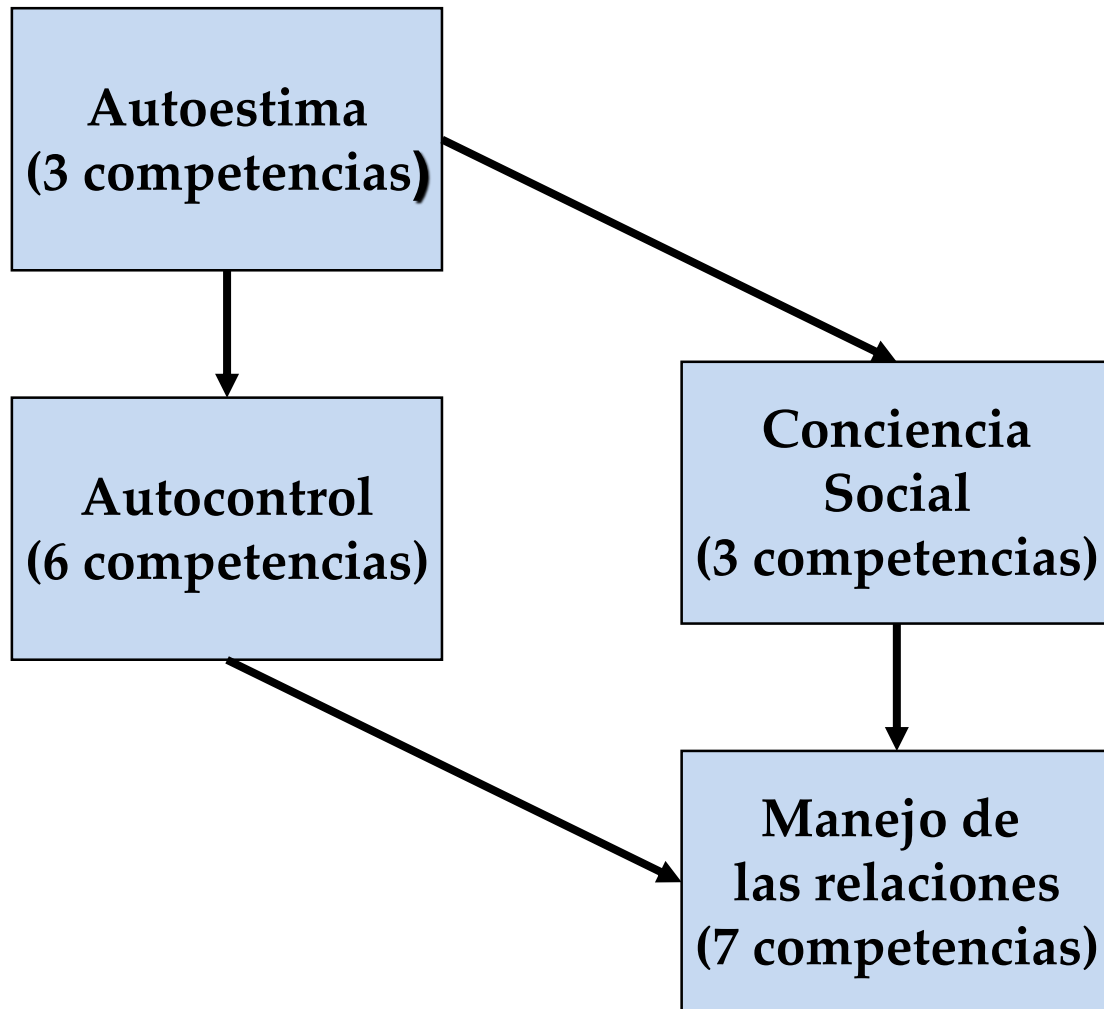 Autoestima
(3 competencias)
Autocontrol
(6 competencias)
Conciencia
Social
(3 competencias)
Manejo de
las relaciones
(7 competencias)